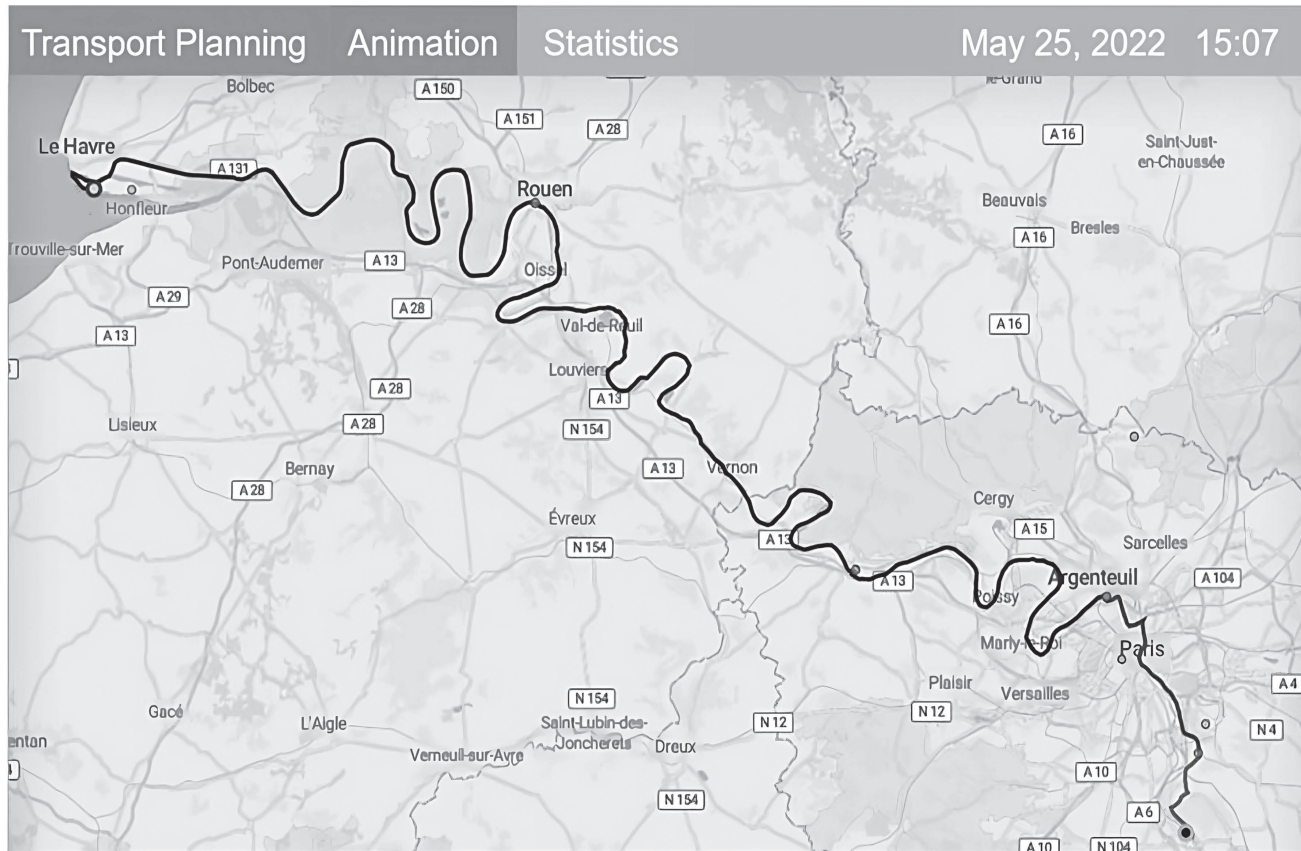 Transport Planning Animation Statistics May 25, 2022 15:07
le-Grand
Bolbec
A 150
A 151
A 28
A 16
Saint-Just-
en-Chaussée
Le Havre
A 131
Rouen
Beauvais
Honfleur
Bresles
A 16
Trouville-sur-Mer
Pont-Audemer
A 13
Oissel
A 29
A 28
A 16
A 13
Val-de-Reuil
Louviers
A 28
A 13
Lisieux
A 28
N 154
Bernay
A 13
Vernon
A 28
Cergy
Évreux
A 15
A 13
Sarcelles
N 154
Argenteuil
A 104
A 13
Poissy
Marly-le-Roi
Paris
Plaisir
Versailles
A 4
N 154
Gacé
N 12
N 12
L'Aigle
Saint-Lubin-des-
Joncherets
N 4
entan
Dreux
Verneuil-sur-Avre
A 10
N 154
A 6
A 10
N 104